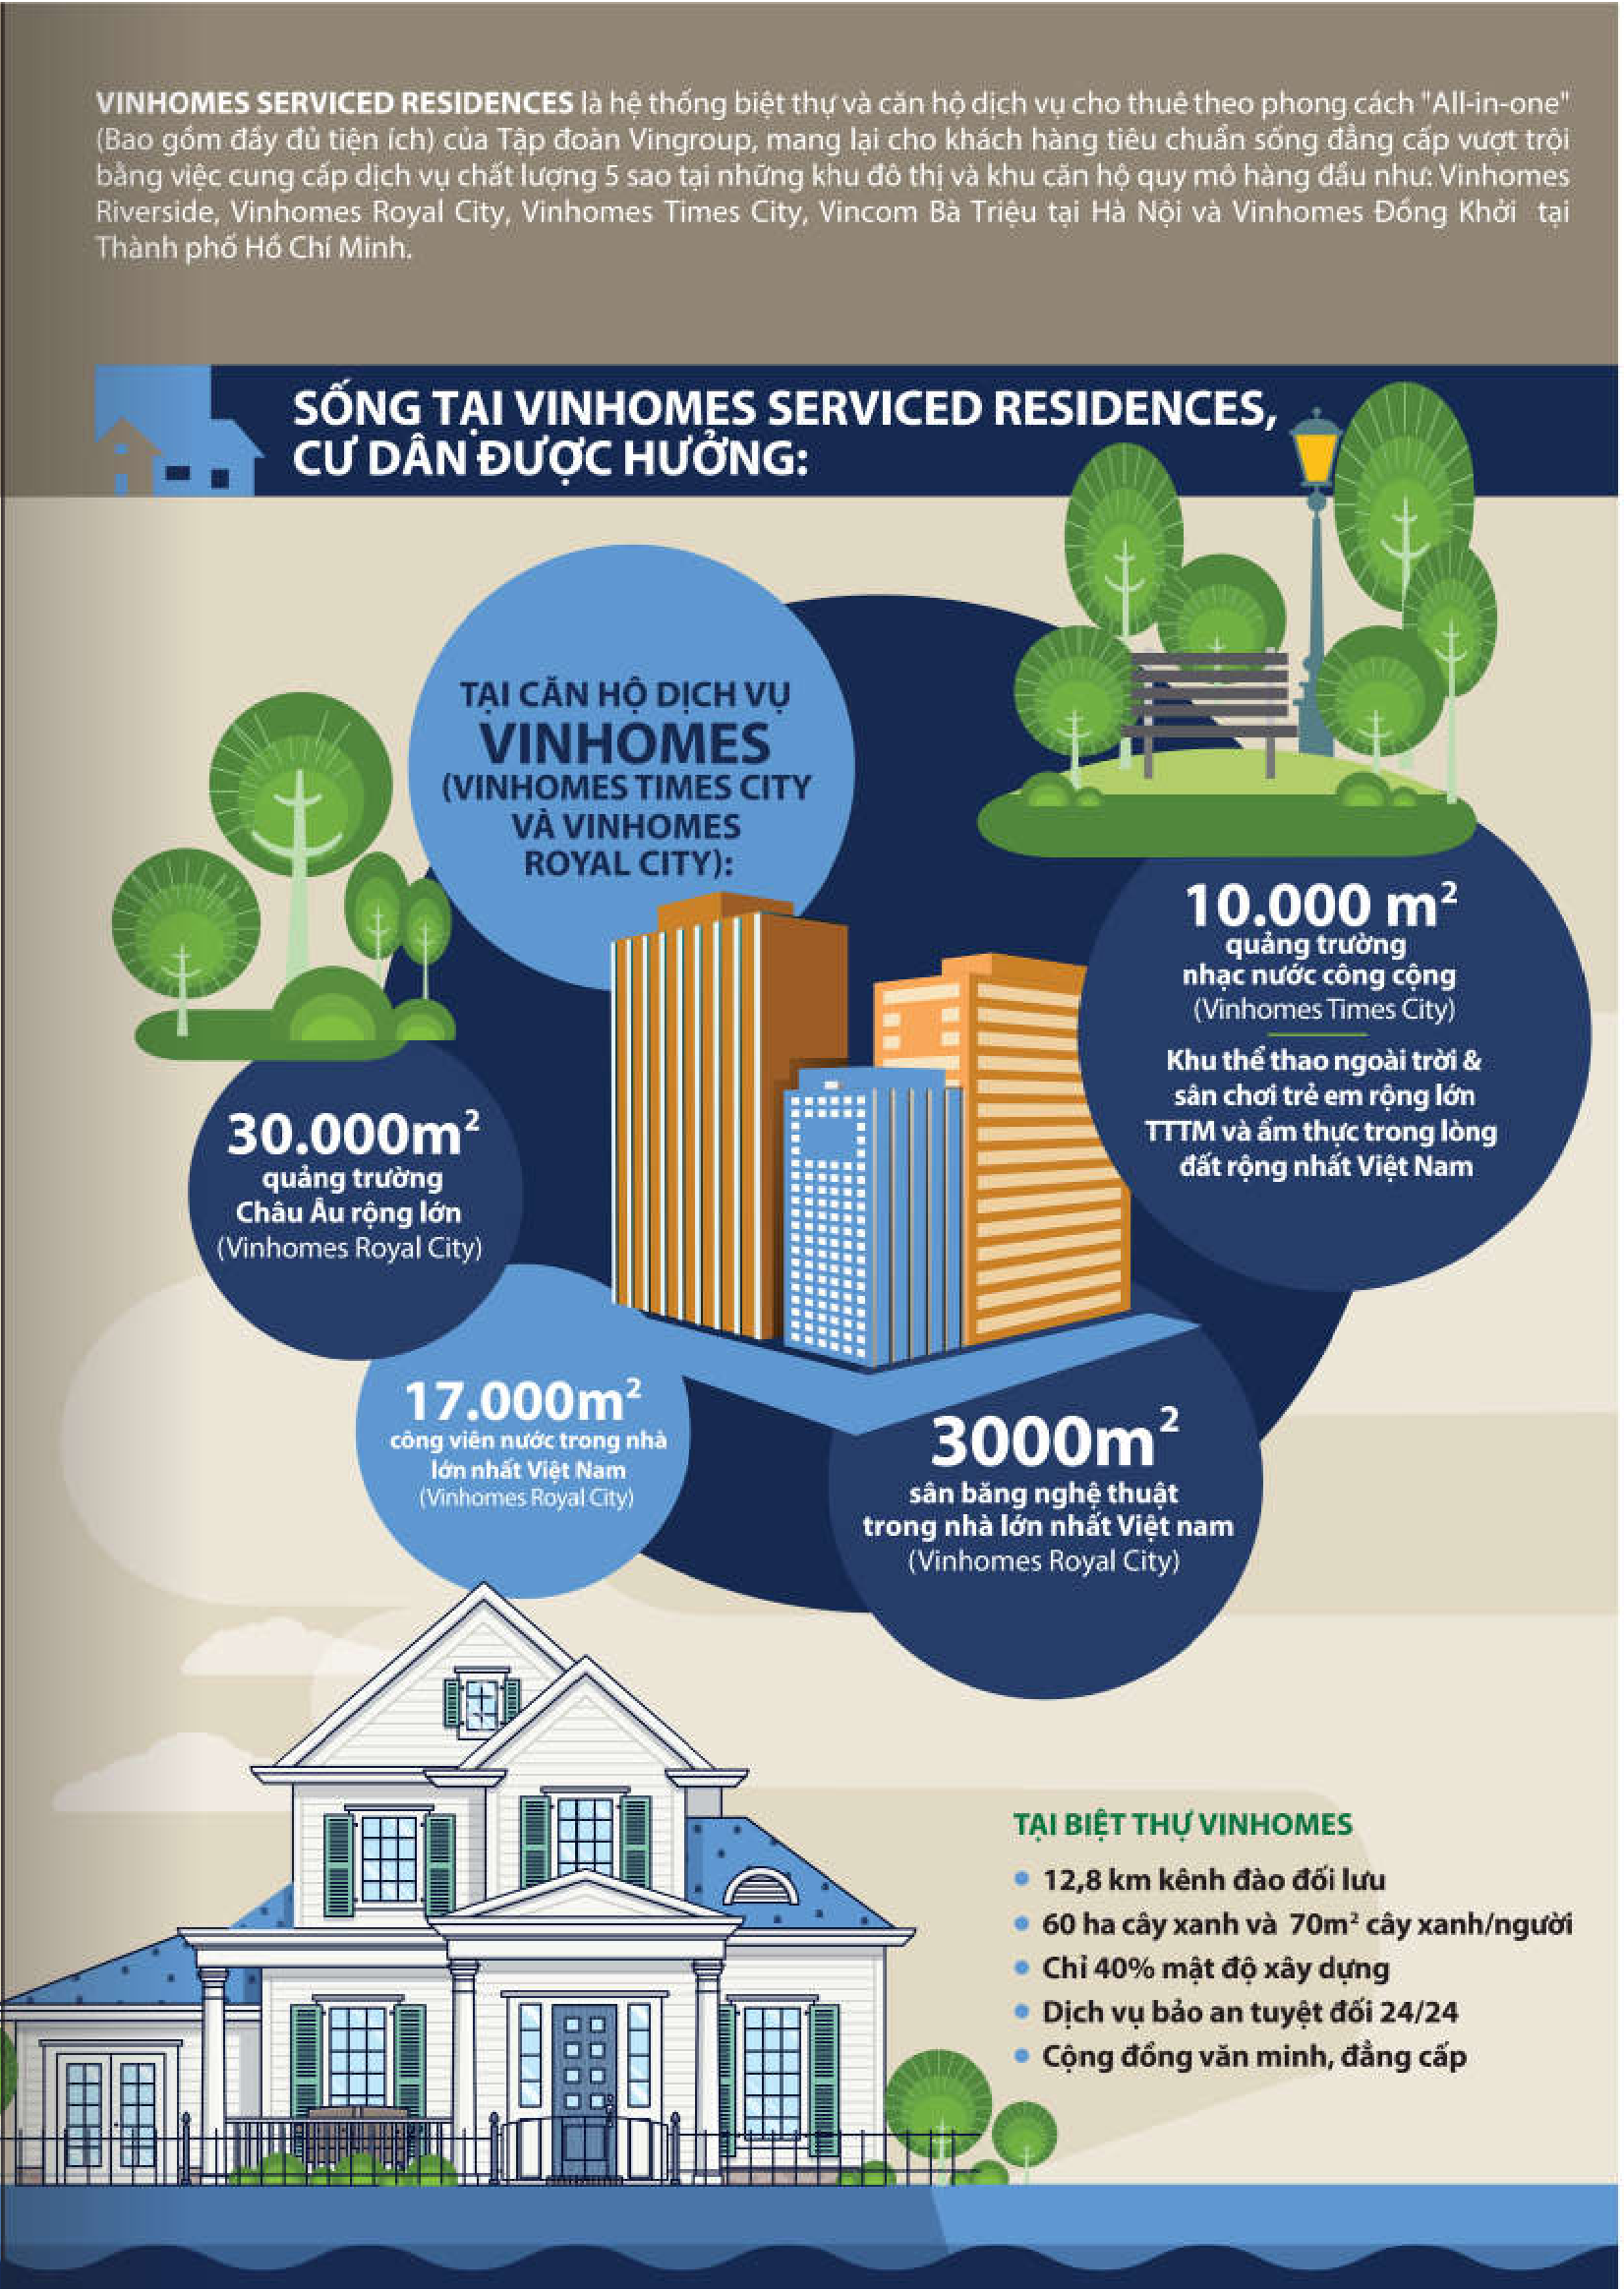 VINHOMES SERVICED RESIDENCES là hệ thống biệt thự và căn hộ dịch vụ cho thuê theo phong cách "All-in-one"
(Bao gồm đầy đủ tiện ích) của Tập đoàn Vingroup, mang lại cho khách hàng tiêu chuẩn sống đẳng cấp vượt trội
bằng việc cung cấp dịch vụ chất lượng 5 sao tại những khu đô thị và khu căn hộ quy mô hàng đầu như: Vinhomes
Riverside, Vinhomes Royal City, Vinhomes Times City, Vincom Bà Triệu tại Hà Nội và Vinhomes Đồng Khởi tại
Thành phố Hồ Chí Minh.
SỐNG TẠI VINHOMES SERVICED RESIDENCES,
CƯ DÂN ĐƯỢC HƯỞNG:
TẠI CĂN HỘ DỊCH VỤ
VINHOMES
(VINHOMES TIMES CITY
VÀ VINHOMES
ROYAL CITY):
10.000 m²
quảng trường
nhạc nước công cộng
(Vinhomes Times City)
Khu thể thao ngoài trời &
sân chơi trẻ em rộng lớn
TTTM và ẩm thực trong lòng
đất rộng nhất Việt Nam
30.000m²
quảng trường
Châu Âu rộng lớn
(Vinhomes Royal City)
17.000m²
công viên nước trong nhà
lớn nhất Việt Nam
(Vinhomes Royal City)
3000m²
sân băng nghệ thuật
trong nhà lớn nhất Việt nam
(Vinhomes Royal City)
TẠI BIỆT THỰ VINHOMES
• 12,8 km kênh đào đối lưu
• 60 ha cây xanh và 70m² cây xanh/người
• Chỉ 40% mật độ xây dựng
• Dịch vụ bảo an tuyệt đối 24/24
• Cộng đồng văn minh, đẳng cấp